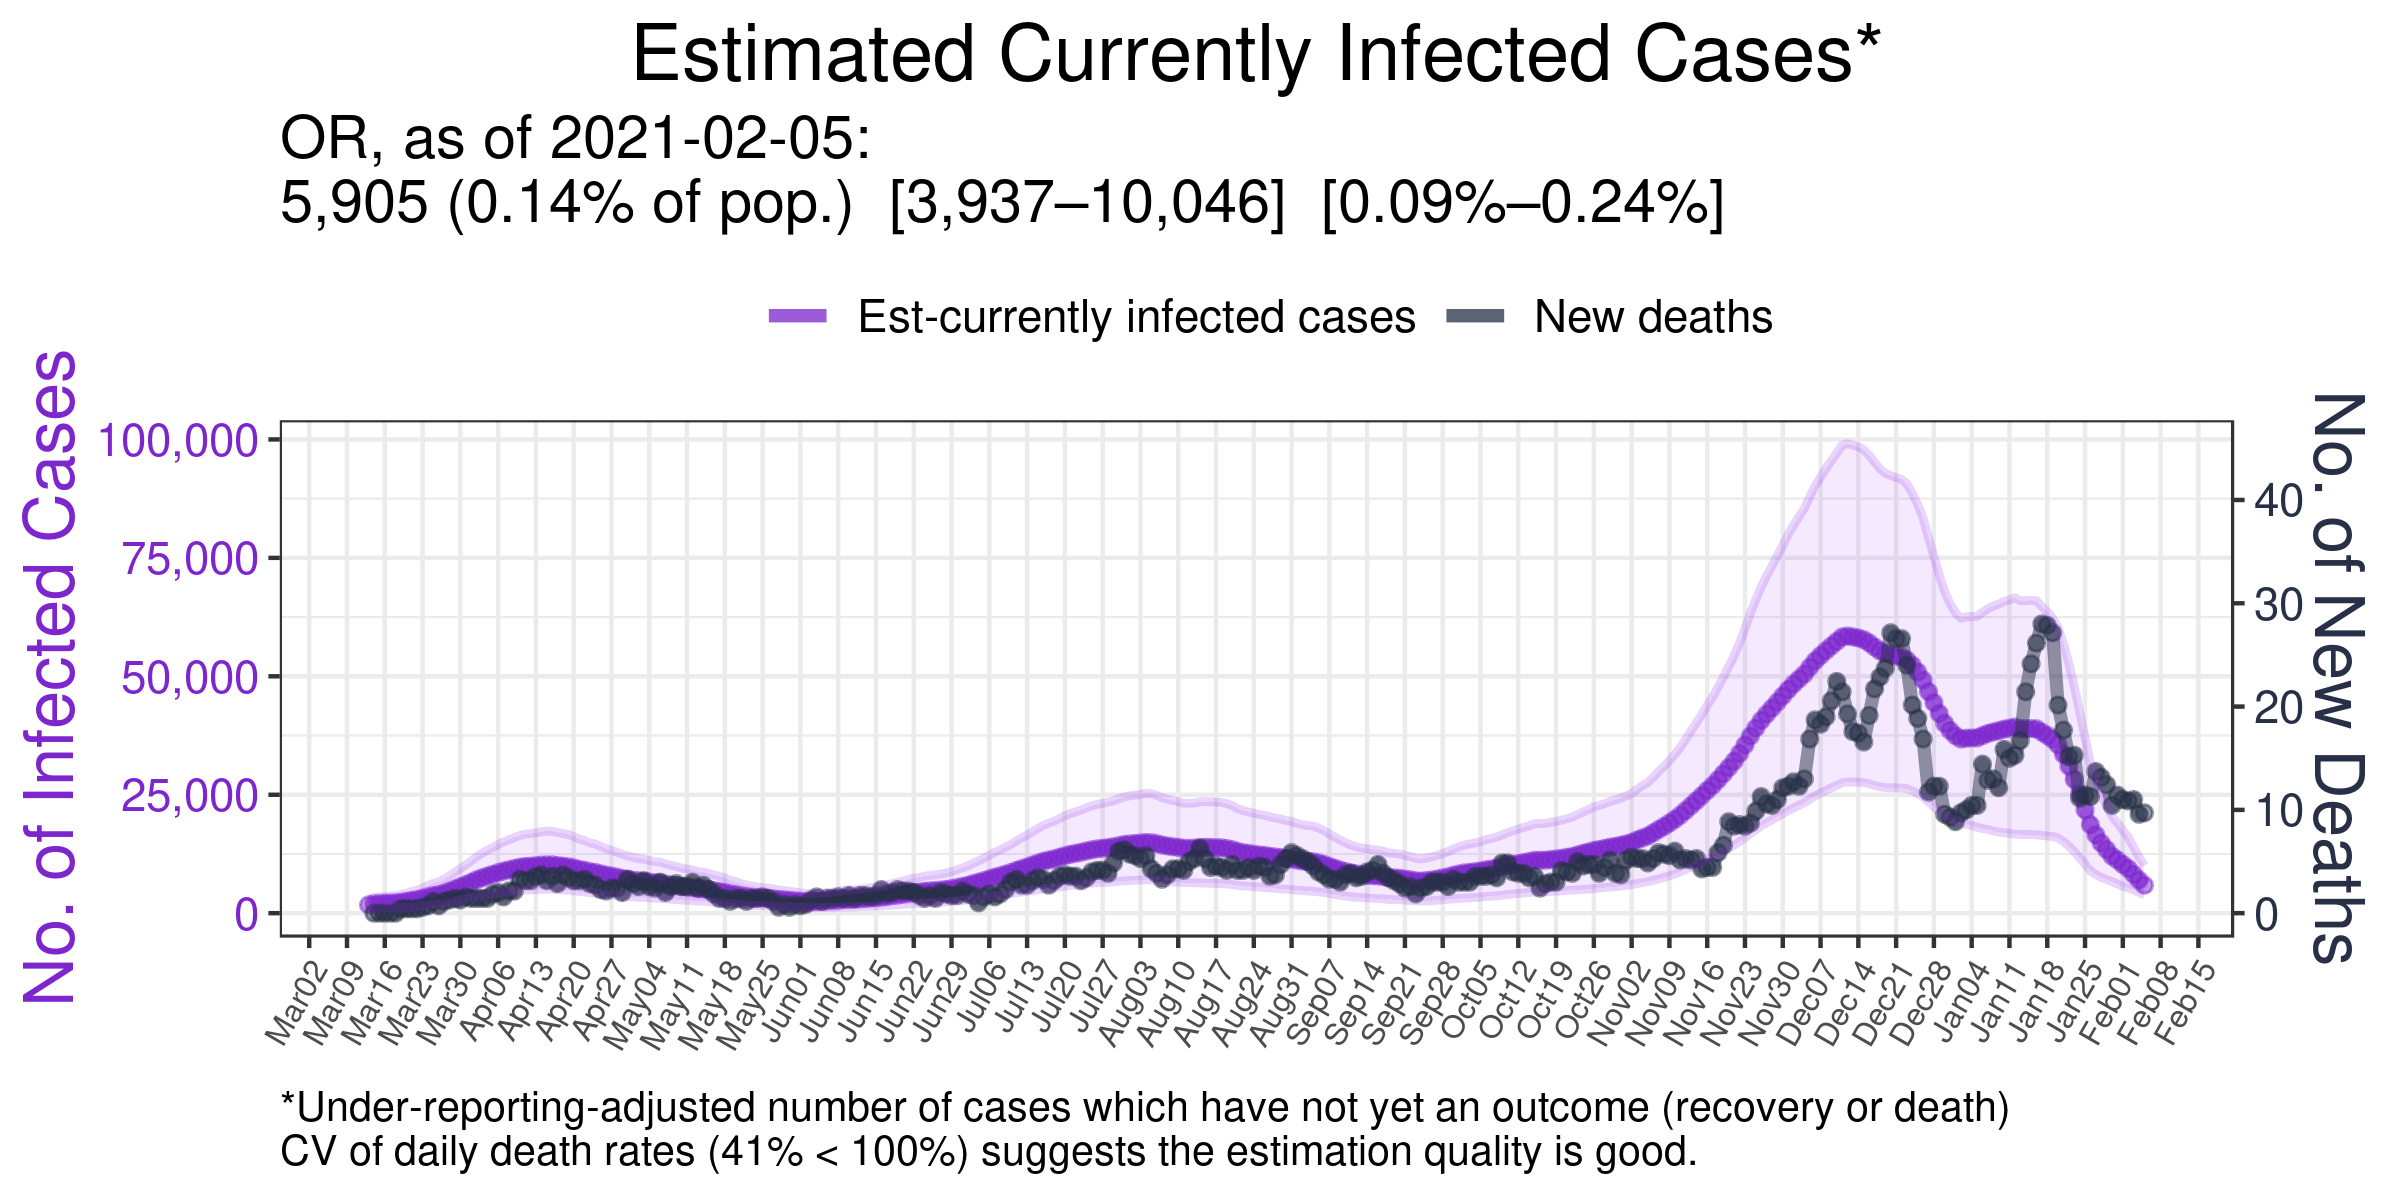 Estimated Currently Infected Cases*
OR, as of 2021-02-05:
5,905 (0.14% of pop.)  [3,937–10,046]  [0.09%–0.24%]
Est-currently infected cases
New deaths
No. of Infected Cases
100,000
75,000
50,000
25,000
0
No. of New Deaths
40
30
20
10
0
Mar02
Mar09
Mar16
Mar23
Mar30
Apr06
Apr13
Apr20
Apr27
May04
May11
May18
May25
Jun01
Jun08
Jun15
Jun22
Jun29
Jul06
Jul13
Jul20
Jul27
Aug03
Aug10
Aug17
Aug24
Aug31
Sep07
Sep14
Sep21
Sep28
Oct05
Oct12
Oct19
Oct26
Nov02
Nov09
Nov16
Nov23
Nov30
Dec07
Dec14
Dec21
Dec28
Jan04
Jan11
Jan18
Jan25
Feb01
Feb08
Feb15
*Under-reporting-adjusted number of cases which have not yet an outcome (recovery or death)
CV of daily death rates (41% < 100%) suggests the estimation quality is good.